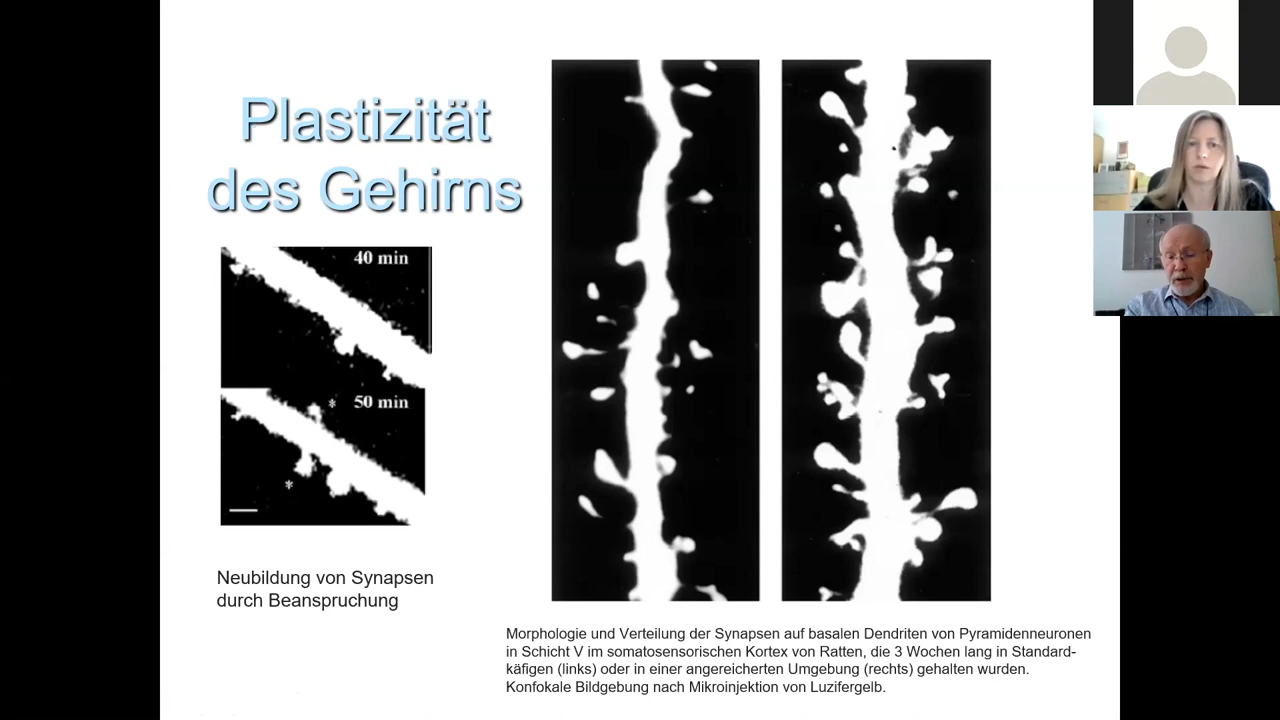 Plastizität
des Gehirns
40 min
50 min
*
*
Neubildung von Synapsen
durch Beanspruchung
Morphologie und Verteilung der Synapsen auf basalen Dendriten von Pyramidenneuronen
in Schicht V im somatosensorischen Kortex von Ratten, die 3 Wochen lang in Standard-
käfigen (links) oder in einer angereicherten Umgebung (rechts) gehalten wurden.
Konfokale Bildgebung nach Mikroinjektion von Luzifergelb.